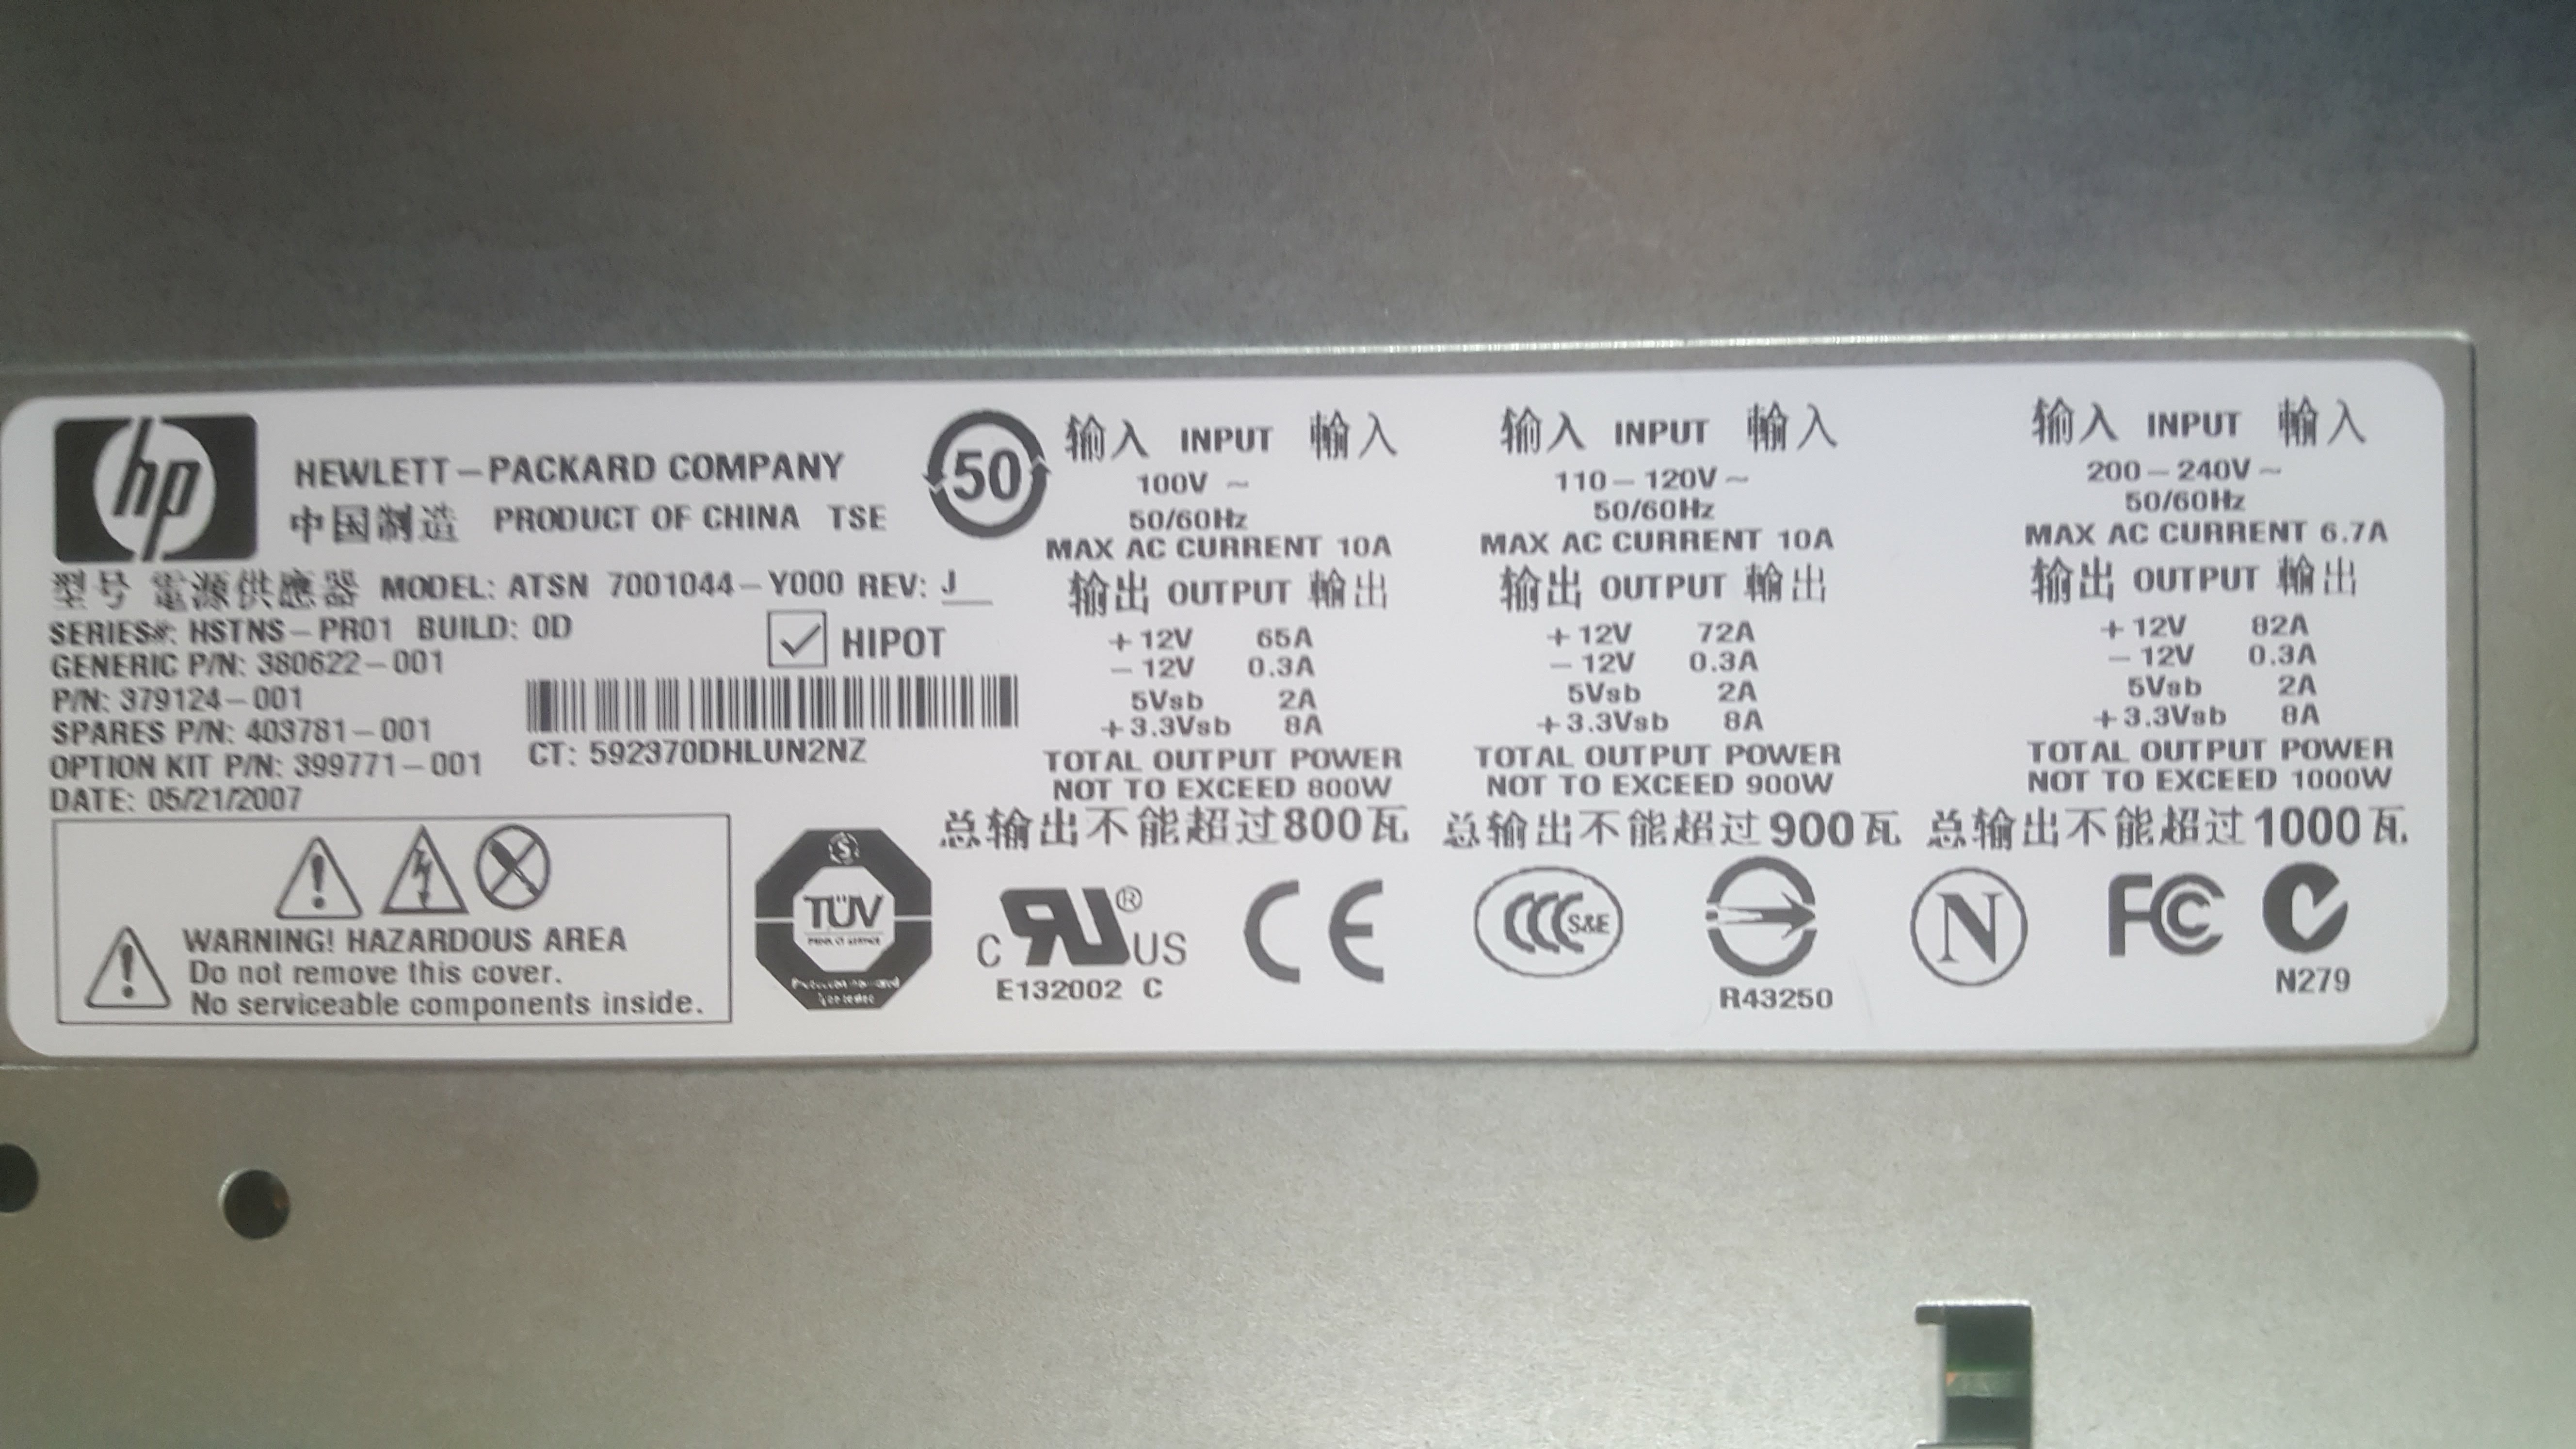 hp
HEWLETT-PACKARD COMPANY
中国制造 PRODUCT OF CHINA TSE
型号 電源供應器 MODEL: ATSN 7001044-Y000 REV: J
SERIES#: HSTNS-PR01 BUILD: 0D
HIPOT
GENERIC P/N: 380622-001
P/N: 379124-001
SPARES P/N: 403781-001
OPTION KIT P/N: 399771-001
DATE: 05/21/2007
CT: 592370DHLUN2NZ
50
输入 INPUT 輸入
100V ~
50/60Hz
MAX AC CURRENT 10A
输出 OUTPUT 輸出
+12V 65A
-12V 0.3A
5Vsb 2A
+3.3Vsb 8A
TOTAL OUTPUT POWER
NOT TO EXCEED 800W
总输出不能超过800瓦
输入 INPUT 輸入
110-120V ~
50/60Hz
MAX AC CURRENT 10A
输出 OUTPUT 輸出
+12V 72A
-12V 0.3A
5Vsb 2A
+3.3Vsb 8A
TOTAL OUTPUT POWER
NOT TO EXCEED 900W
总输出不能超过900瓦
输入 INPUT 輸入
200-240V ~
50/60Hz
MAX AC CURRENT 6.7A
输出 OUTPUT 輸出
+12V 82A
-12V 0.3A
5Vsb 2A
+3.3Vsb 8A
TOTAL OUTPUT POWER
NOT TO EXCEED 1000W
总输出不能超过1000瓦
WARNING! HAZARDOUS AREA
Do not remove this cover.
No serviceable components inside.
S
TÜV
C RU ® US
E132002 C
CE
CCC S&E
R43250
N
FC
N279